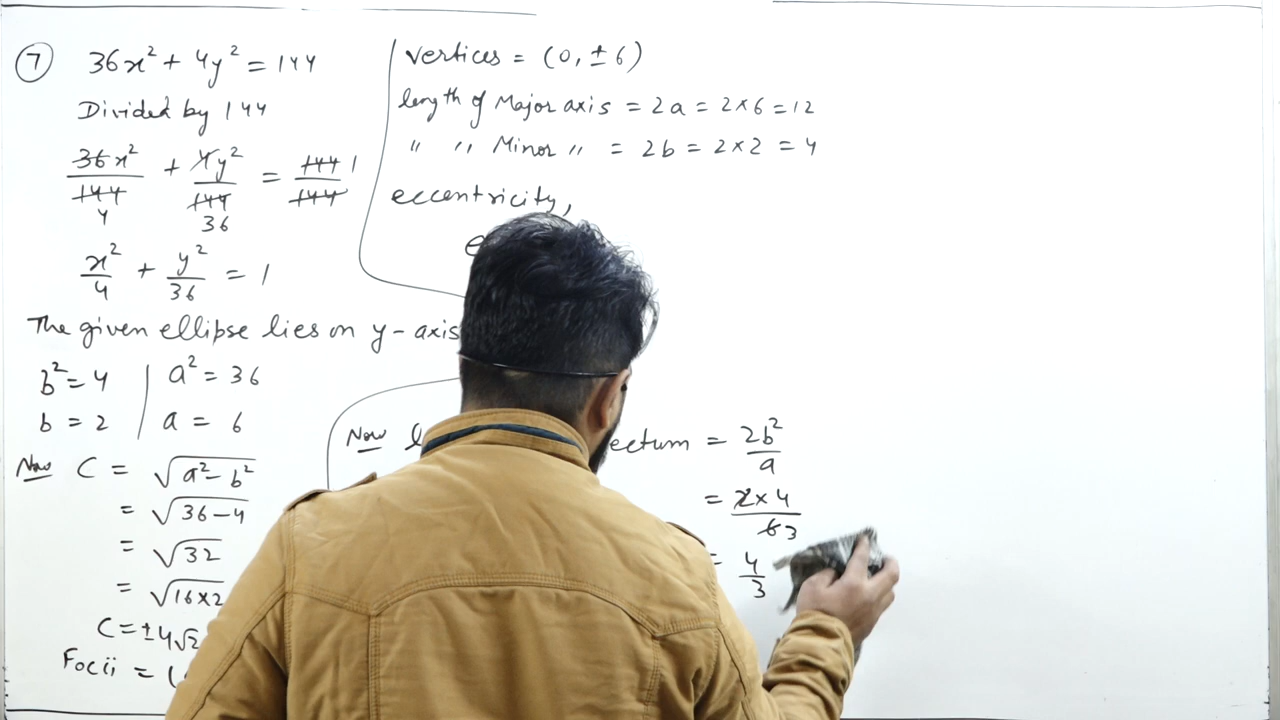 7 36x² + 4y² = 144
Divided by 144
36x²/144 4 + 4y²/144 36 = 144/144 1
x²/4 + y²/36 = 1
The given ellipse lies on y-axis
b² = 4 | a² = 36
b = 2 | a = 6
Now C = √(a² - b²)
= √(36-4)
= √32
= √(16×2
C = ±4√2
Focii = (
vertices = (0, ±6)
length of Major axis = 2a = 2×6 = 12
" " Minor " = 2b = 2×2 = 4
eccentricity,
e
Now l ectum = 2b²/a
= 2×4/6 3
= 4/3